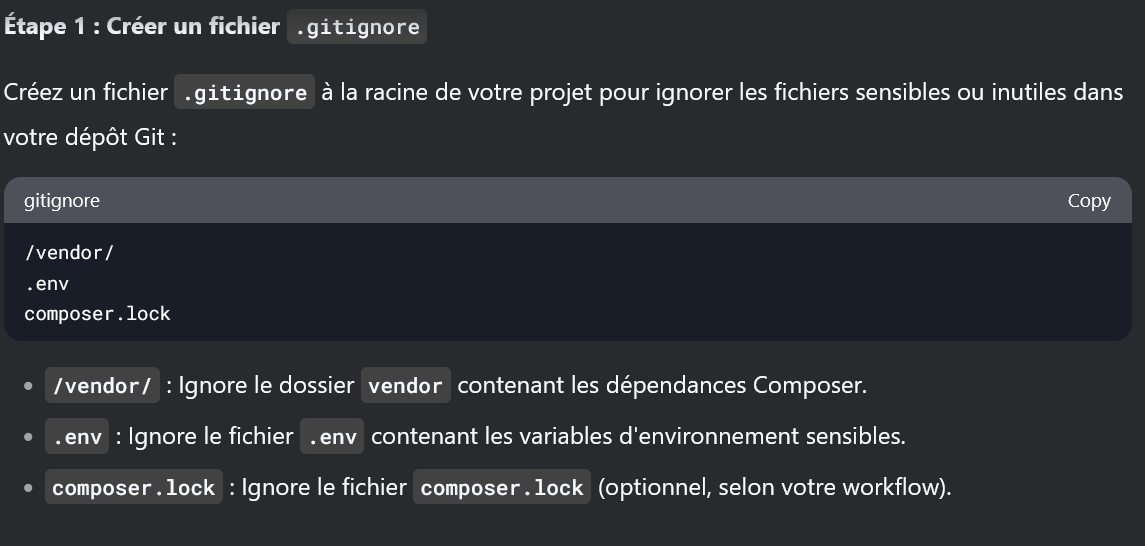 Étape 1 : Créer un fichier .gitignore
Créez un fichier .gitignore à la racine de votre projet pour ignorer les fichiers sensibles ou inutiles dans
votre dépôt Git :
gitignore Copy
/vendor/
.env
composer.lock
• /vendor/ : Ignore le dossier vendor contenant les dépendances Composer.
• .env : Ignore le fichier .env contenant les variables d'environnement sensibles.
• composer.lock : Ignore le fichier composer.lock (optionnel, selon votre workflow).